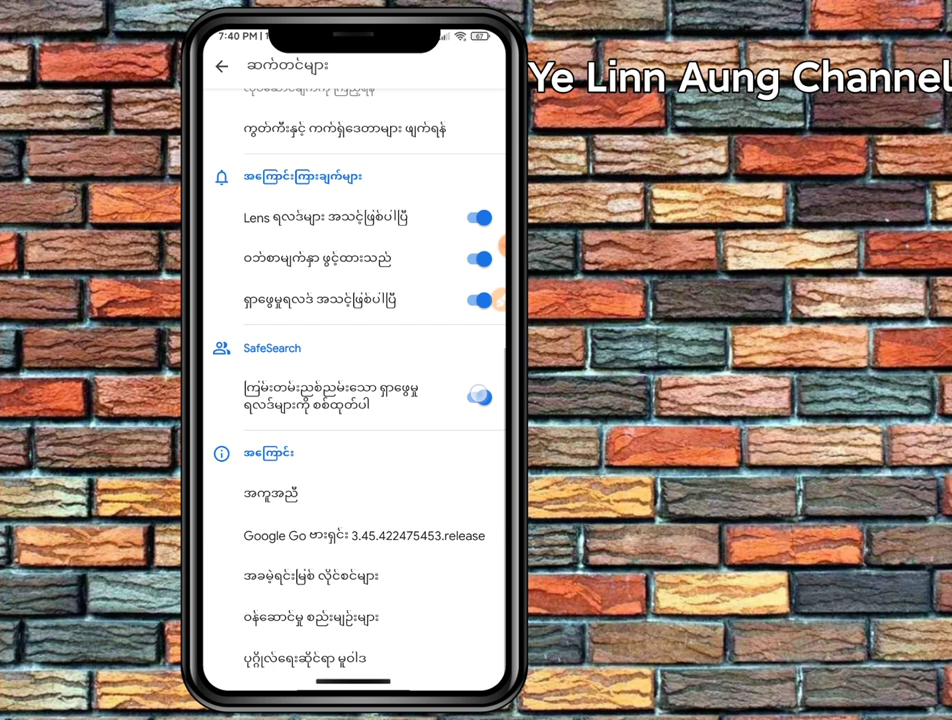 7:40 PM | 1
67
Ye Linn Aung Channel
ဆက်တင်များ
ကွတ်ကီးနှင့် ကက်ရှ်ဒေတာများ ဖျက်ရန်
အကြောင်းကြားချက်များ
Lens ရလဒ်များ အသင့်ဖြစ်ပါပြီ
ဝဘ်စာမျက်နှာ ဖွင့်ထားသည်
ရှာဖွေမှုရလဒ် အသင့်ဖြစ်ပါပြီ
SafeSearch
ကြမ်းတမ်းညစ်ညမ်းသော ရှာဖွေမှု
ရလဒ်များကို စစ်ထုတ်ပါ
အကြောင်း
အကူအညီ
Google Go ဗားရှင်း 3.45.422475453.release
အခမဲ့ရင်းမြစ် လိုင်စင်များ
ဝန်ဆောင်မှု စည်းမျဉ်းများ
ပုဂ္ဂိုလ်ရေးဆိုင်ရာ မူဝါဒ